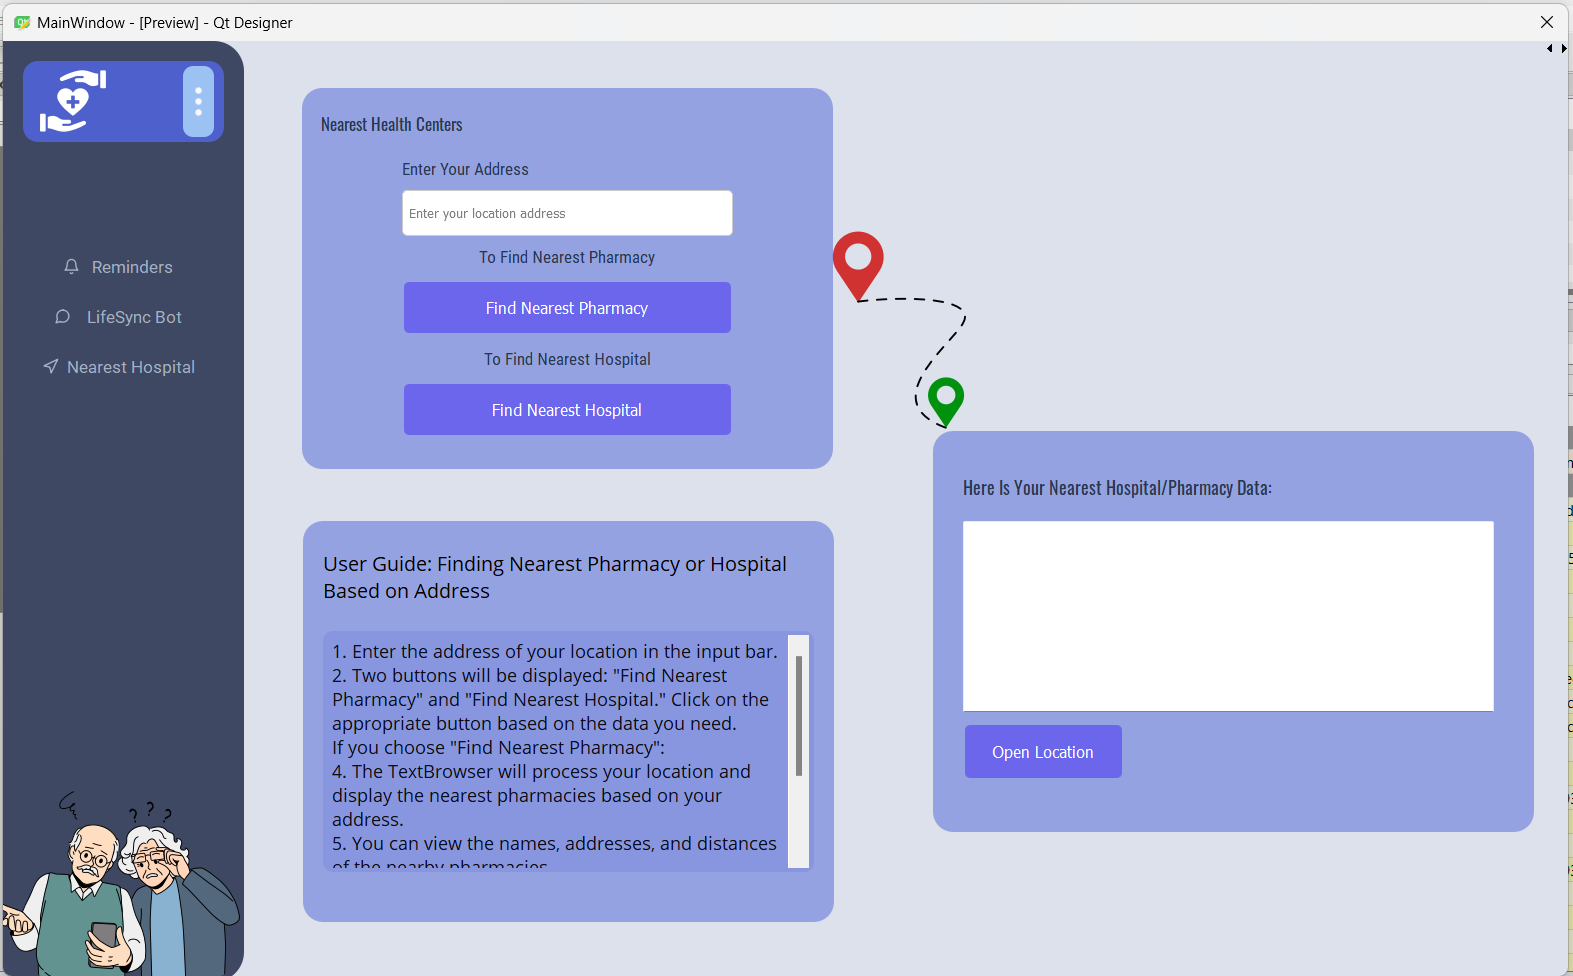 MainWindow - [Preview] - Qt Designer
Reminders
LifeSync Bot
Nearest Hospital
Nearest Health Centers
Enter Your Address
Enter your location address
To Find Nearest Pharmacy
Find Nearest Pharmacy
To Find Nearest Hospital
Find Nearest Hospital
User Guide: Finding Nearest Pharmacy or Hospital
Based on Address
1. Enter the address of your location in the input bar.
2. Two buttons will be displayed: "Find Nearest
Pharmacy" and "Find Nearest Hospital." Click on the
appropriate button based on the data you need.
If you choose "Find Nearest Pharmacy":
4. The TextBrowser will process your location and
display the nearest pharmacies based on your
address.
5. You can view the names, addresses, and distances
of the nearby pharmacies
Here Is Your Nearest Hospital/Pharmacy Data:
Open Location
? ? ?